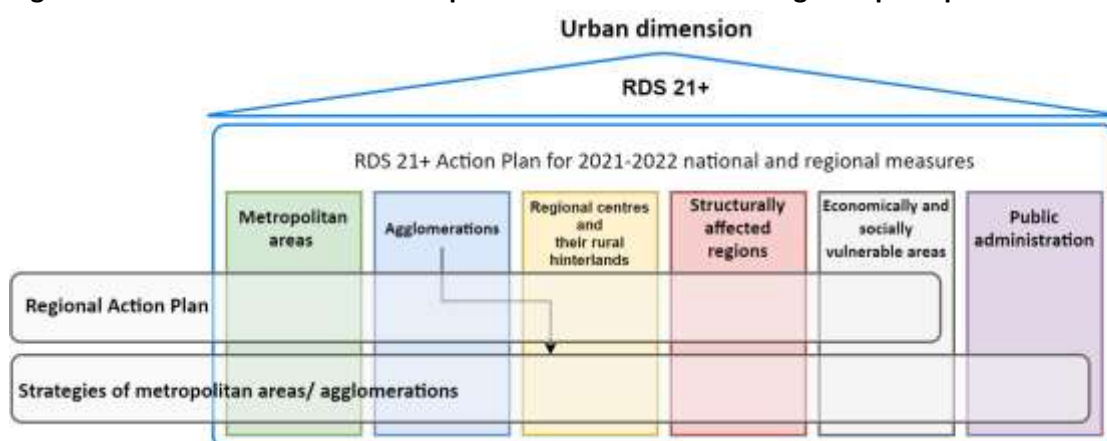 Urban dimension
RDS 21+
RDS 21+ Action Plan for 2021-2022 national and regional measures
Metropolitan
areas
Agglomerations
Regional centres
and
their rural
hinterlands
Structurally
affected
regions
Economically and
socially
vulnerable areas
Public
administration
Regional Action Plan
Strategies of metropolitan areas/ agglomerations